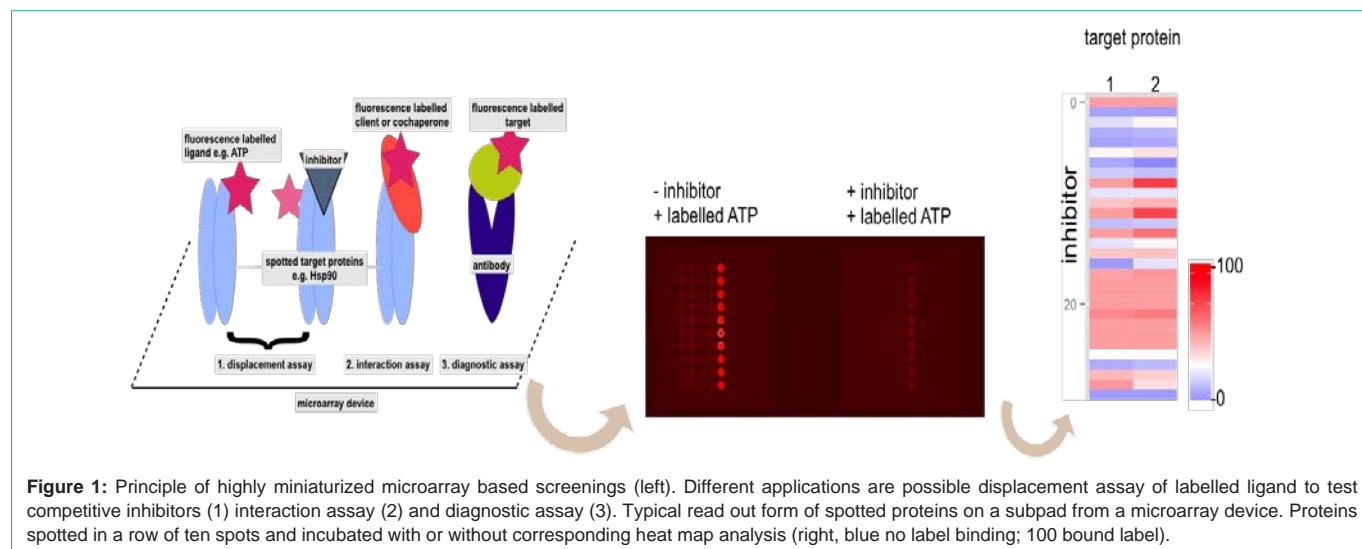 fluorescence labelled
ligand e.g. ATP
inhibitor
fluorescence labelled
client or cochaperone
fluorescence labelled
target
spotted target proteins
e.g. Hsp90
antibody
1. displacement assay
2. interaction assay
3. diagnostic assay
microarray device
- inhibitor
+ labelled ATP
+ inhibitor
+ labelled ATP
target protein
1 2
0
inhibitor
20
100
0
Figure 1: Principle of highly miniaturized microarray based screenings (left). Different applications are possible displacement assay of labelled ligand to test
competitive inhibitors (1) interaction assay (2) and diagnostic assay (3). Typical read out form of spotted proteins on a subpad from a microarray device. Proteins
spotted in a row of ten spots and incubated with or without corresponding heat map analysis (right, blue no label binding; 100 bound label).